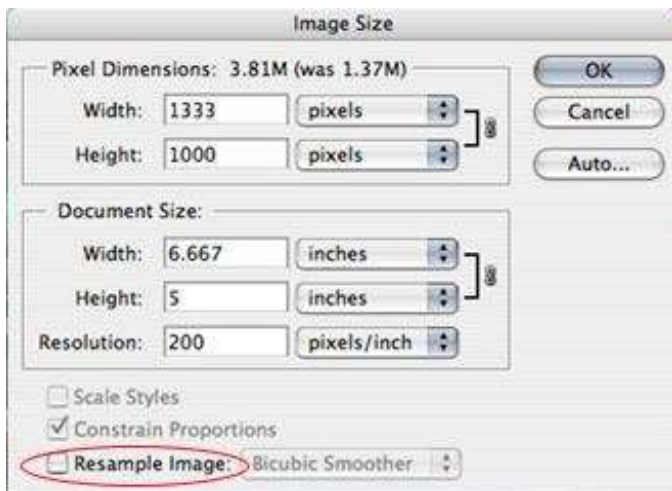 Image Size
Pixel Dimensions: 3.81M (was 1.37M)
OK
Width: 1333 pixels
Cancel
Height: 1000 pixels
Auto...
Document Size:
Width: 6.667 inches
Height: 5 inches
Resolution: 200 pixels/inch
Scale Styles
Constrain Proportions
Resample Image: Bicubic Smoother